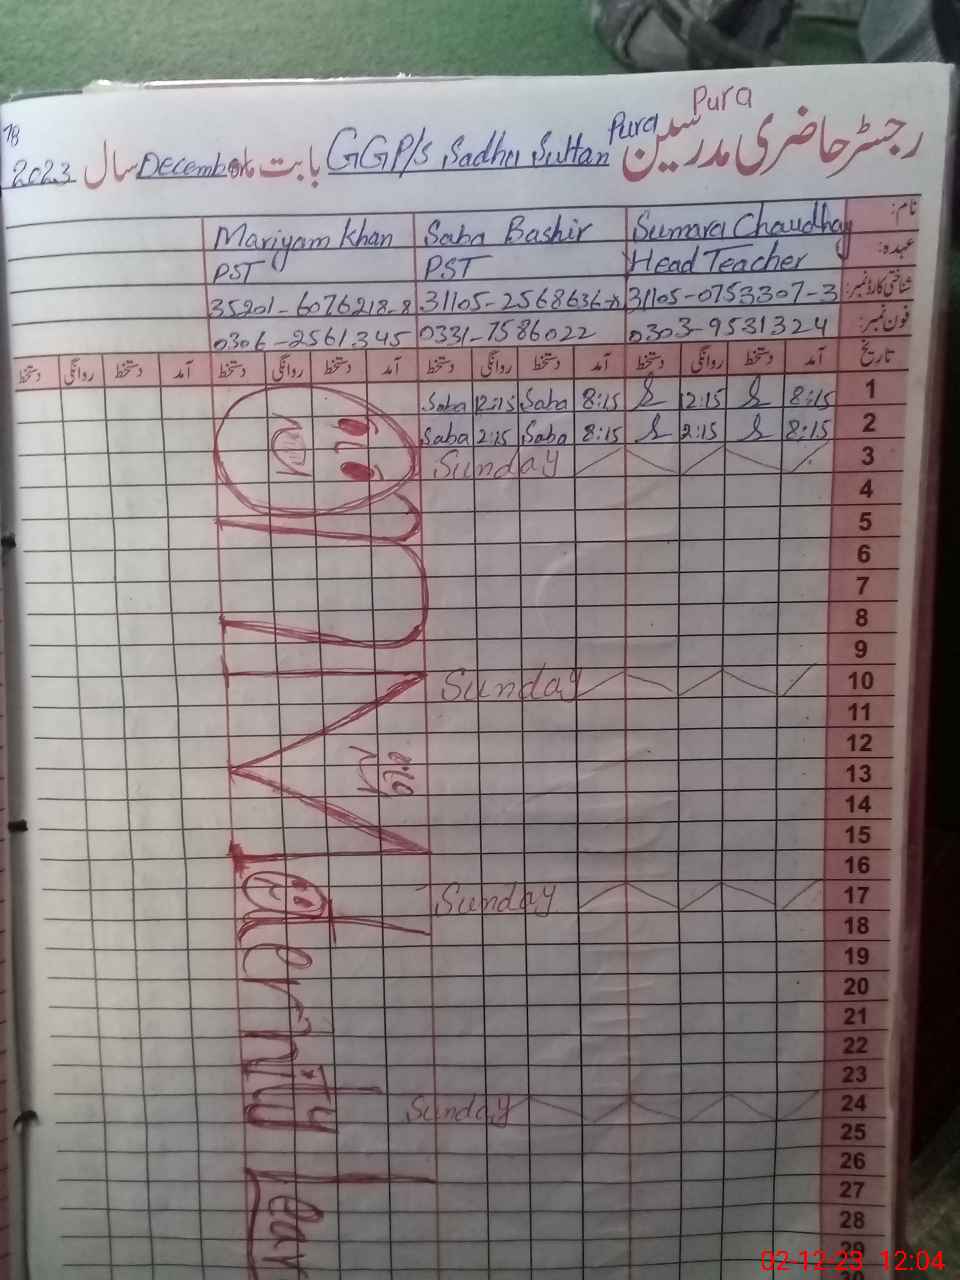 Pura
رجسٹر حاضری مدرسین Pura GGP/s Sadhu Sultan بابت ماہ December سال 2023
18
نام: Sumara Chaudhay Saba Bashir Mariyam Khan
عہدہ: Head Teacher PST PST
شناختی کارڈ نمبر: 31105-0753307-3 31105-2568636- 35201-6076218-8
فون نمبر: 0303-9531324 0331-7586022 0306-2561345
تاریخ آمد دستخط روانگی دستخط آمد دستخط روانگی دستخط آمد دستخط روانگی دستخط آمد دستخط روانگی دستخط
1 8:15 12:15 8:15 Saba 12:15 Saba
2 8:15 2:15 8:15 Saba 2:15 Saba
3 Sunday
4
5
6
7
8
9
10 Sunday
11
12
13
14
15
16
17 Sunday
18
19
20
21
22
23
24 Sunday
25
26
27
28
29
Maternity Leav
02-12-23 12:04